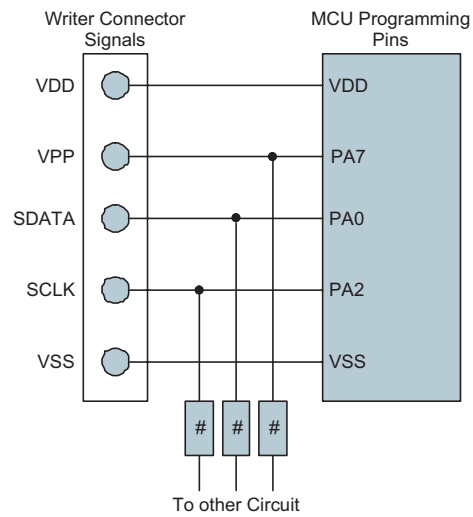 Writer Connector
Signals
MCU Programming
Pins
VDD
VDD
VPP
PA7
SDATA
PA0
SCLK
PA2
VSS
VSS
# # #
To other Circuit